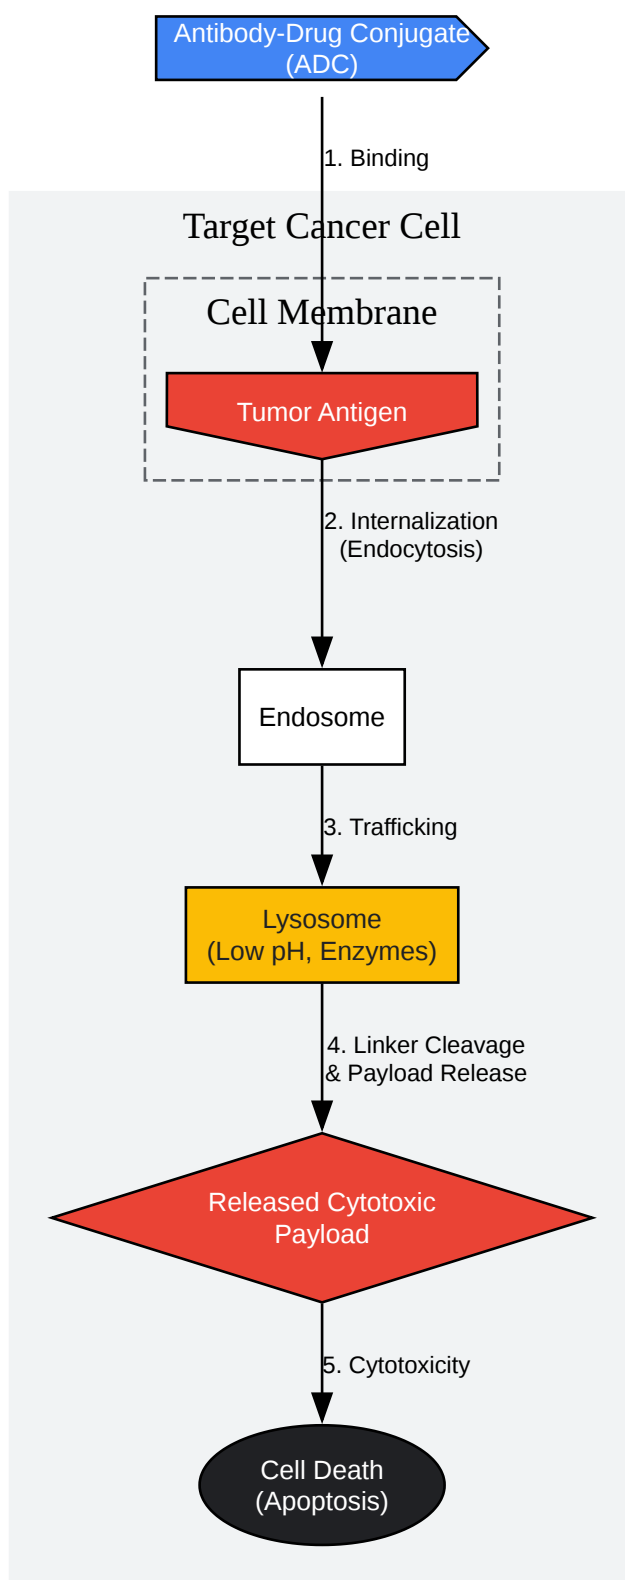 Antibody-Drug Conjugate
(ADC)
1. Binding
Target Cancer Cell
Cell Membrane
Tumor Antigen
2. Internalization
(Endocytosis)
Endosome
3. Trafficking
Lysosome
(Low pH, Enzymes)
4. Linker Cleavage
& Payload Release
Released Cytotoxic
Payload
5. Cytotoxicity
Cell Death
(Apoptosis)